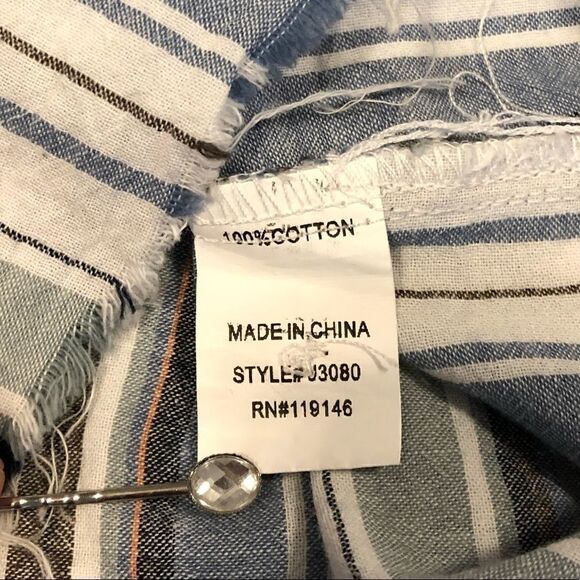 100%COTTON
MADE IN CHINA
STYLE# J3080
RN#119146